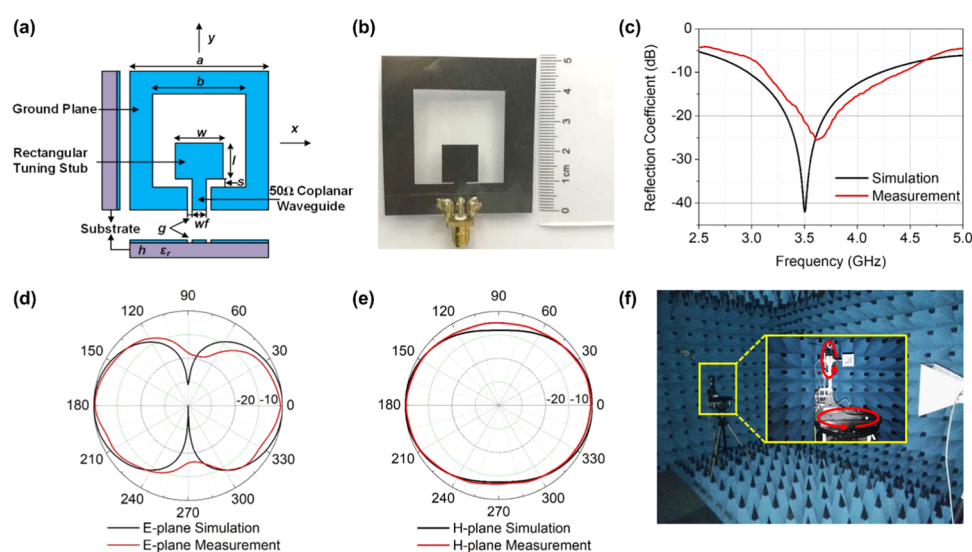 (a)
y
a
b
Ground Plane
w
x
Rectangular
Tuning Stub
l
s
50Ω Coplanar
Waveguide
g
wf
Substrate
h εr
(b)
0 1cm 2 3 4 5
(c)
0
-10
-20
-30
-40
Reflection Coefficient (dB)
Simulation
Measurement
2.5 3.0 3.5 4.0 4.5 5.0
Frequency (GHz)
(d)
90
120 60
150 30
180 -20 -10 0
210 330
240 300
270
E-plane Simulation
E-plane Measurement
(e)
90
120 60
150 30
180 -20 -10 0
210 330
240 300
270
H-plane Simulation
H-plane Measurement
(f)